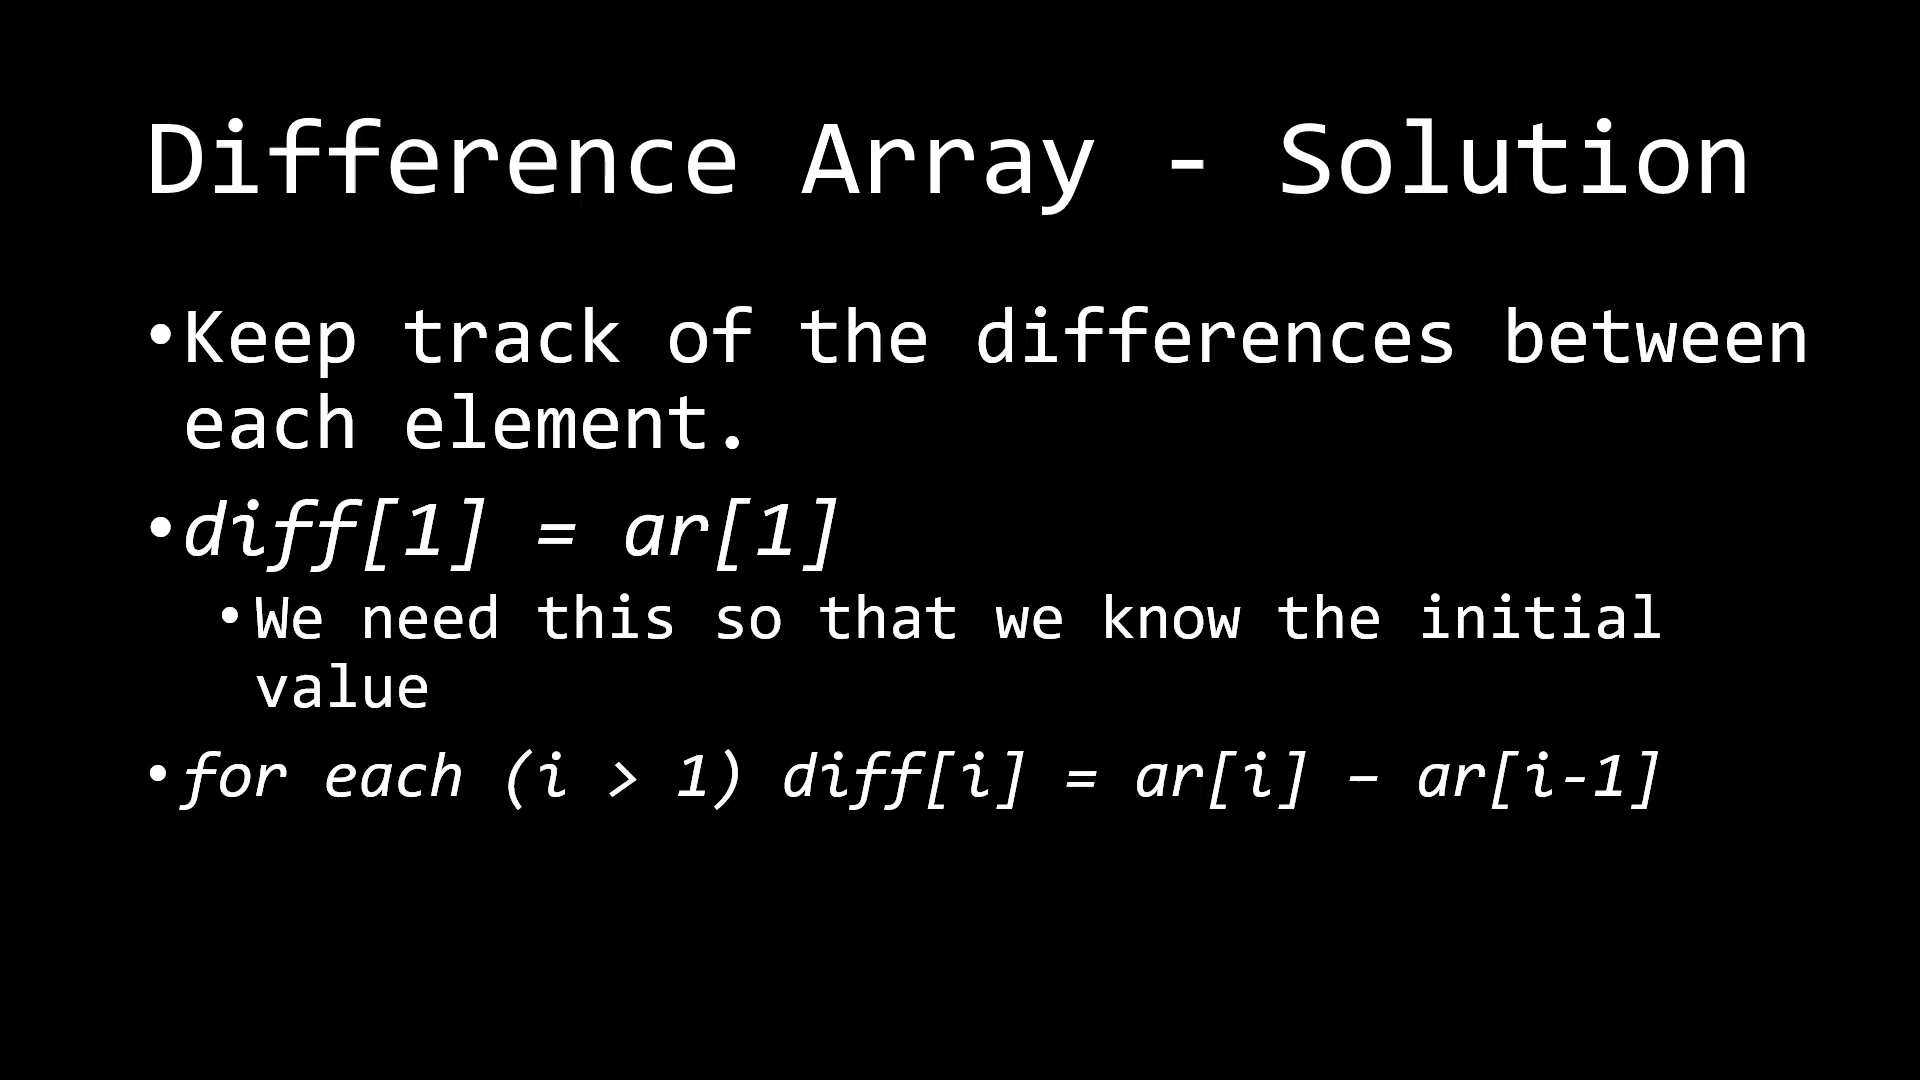 Difference Array - Solution
•Keep track of the differences between
each element.
•diff[1] = ar[1]
•We need this so that we know the initial
value
•for each (i > 1) diff[i] = ar[i] – ar[i-1]